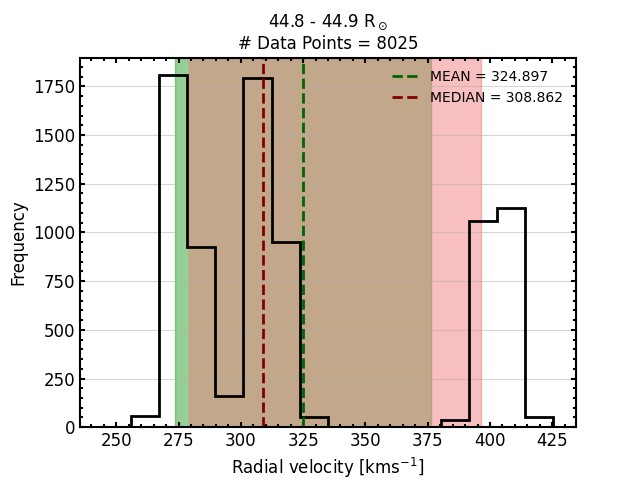 44.8 - 44.9 R⊙
# Data Points = 8025
MEAN = 324.897
MEDIAN = 308.862
Frequency
1750
1500
1250
1000
750
500
250
0
250 275 300 325 350 375 400 425
Radial velocity [kms⁻¹]